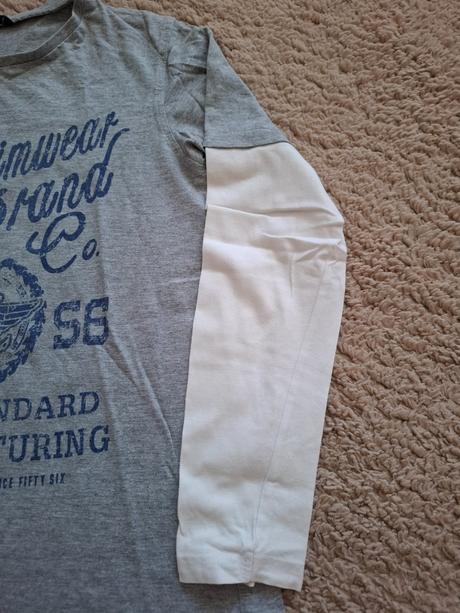 imwear
Brand
Co.
56
NDARD
TURING
NCE FIFTY SIX